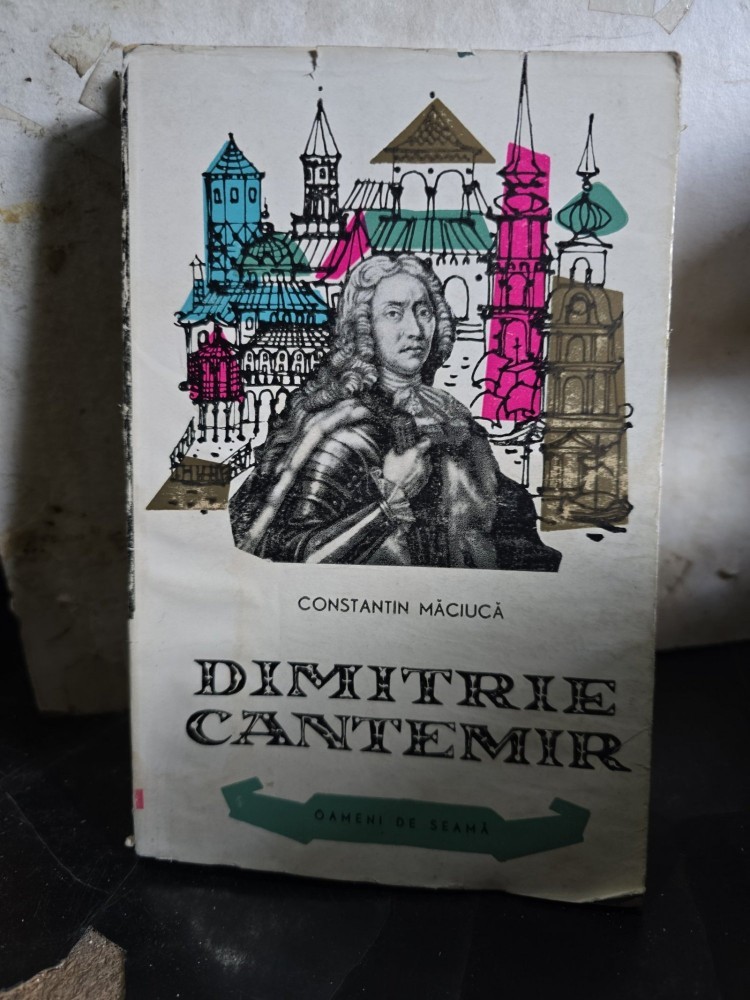 CONSTANTIN MĂCIUCĂ
DIMITRIE
CANTEMIR
OAMENI DE SEAMĂ